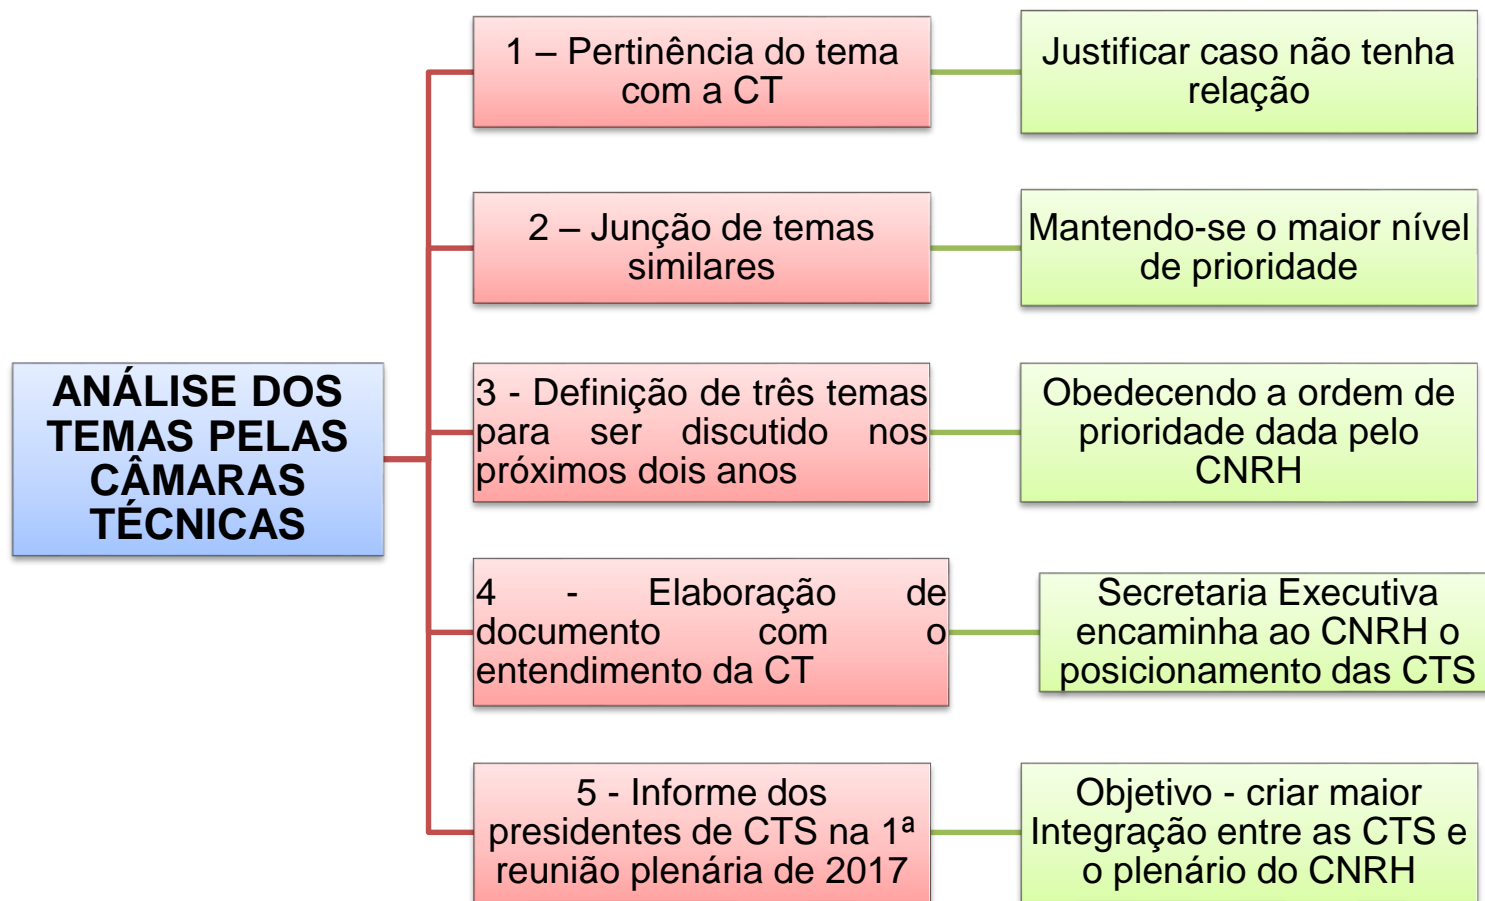 ANÁLISE DOS
TEMAS PELAS
CÂMARAS
TÉCNICAS
1 – Pertinência do tema
com a CT
Justificar caso não tenha
relação
2 – Junção de temas
similares
Mantendo-se o maior nível
de prioridade
3 - Definição de três temas
para ser discutido nos
próximos dois anos
Obedecendo a ordem de
prioridade dada pelo
CNRH
4 - Elaboração de
documento com o
entendimento da CT
Secretaria Executiva
encaminha ao CNRH o
posicionamento das CTS
5 - Informe dos
presidentes de CTS na 1ª
reunião plenária de 2017
Objetivo - criar maior
Integração entre as CTS e
o plenário do CNRH